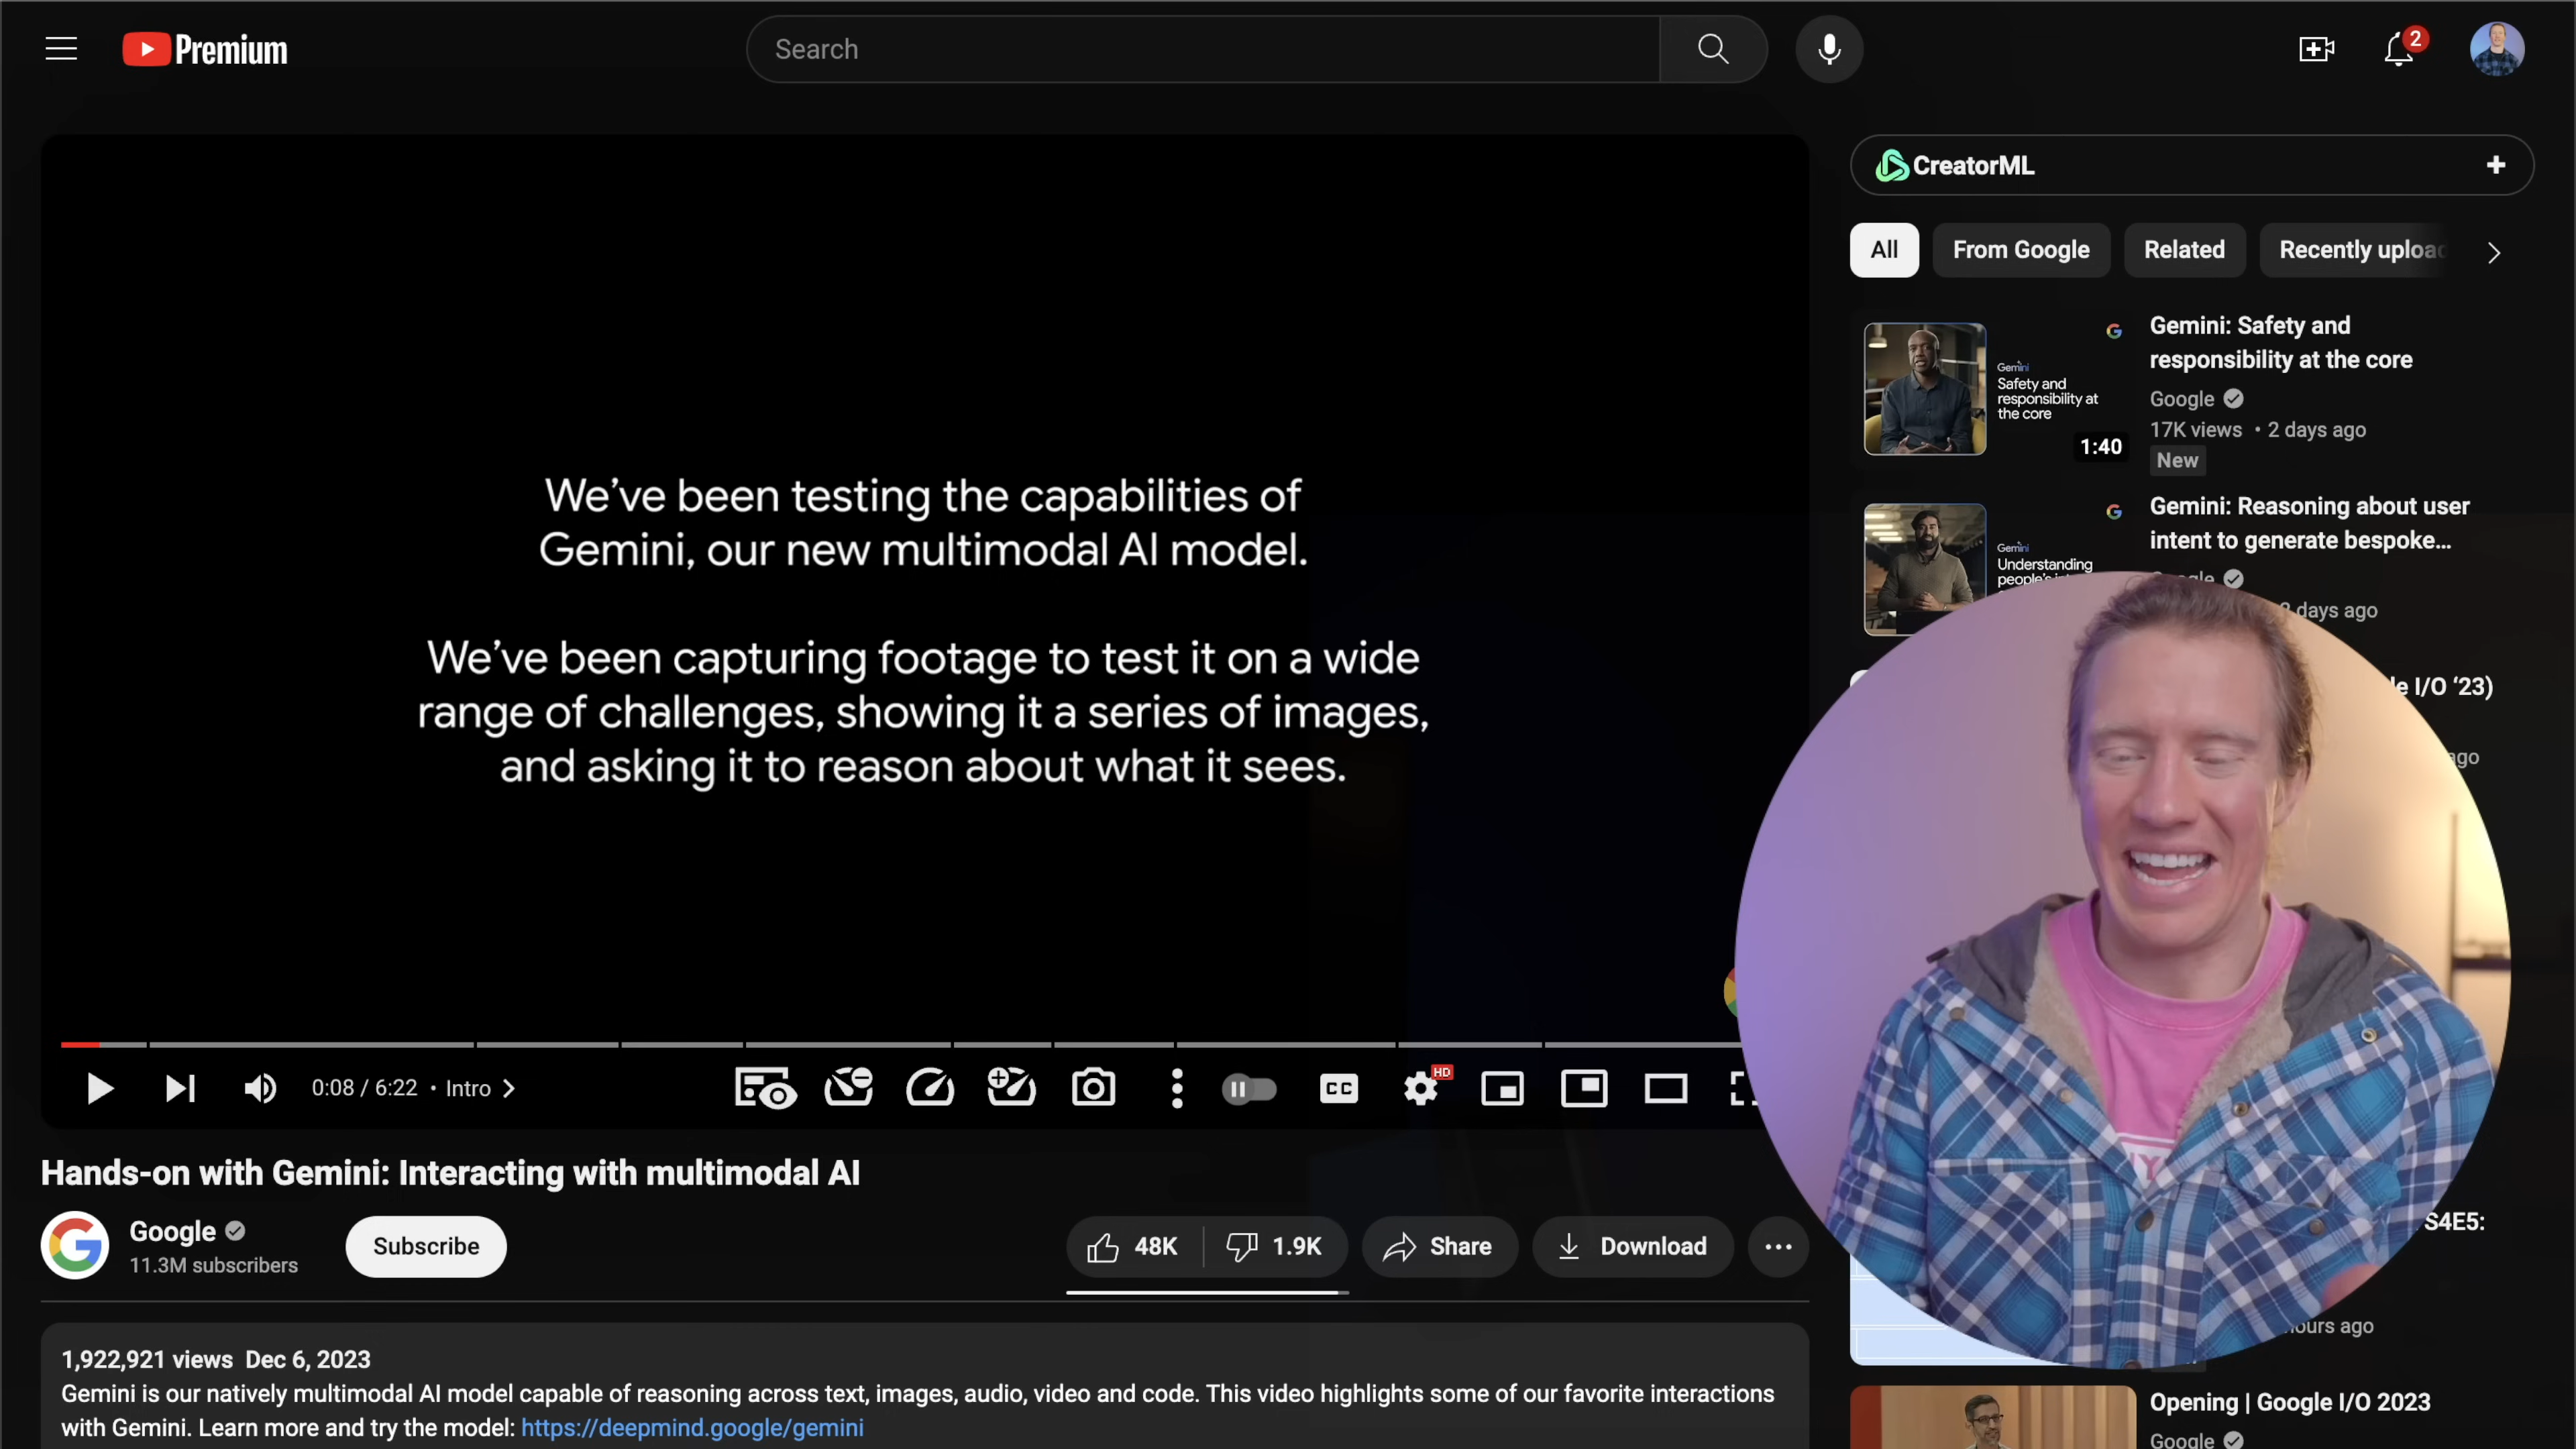 Premium
Search
2
We've been testing the capabilities of
Gemini, our new multimodal AI model.
We've been capturing footage to test it on a wide
range of challenges, showing it a series of images,
and asking it to reason about what it sees.
0:08 / 6:22 • Intro
CC
HD
Hands-on with Gemini: Interacting with multimodal AI
Google
11.3M subscribers
Subscribe
48K
1.9K
Share
Download
1,922,921 views Dec 6, 2023
Gemini is our natively multimodal AI model capable of reasoning across text, images, audio, video and code. This video highlights some of our favorite interactions
with Gemini. Learn more and try the model: https://deepmind.google/gemini
CreatorML
All
From Google
Related
Recently
Gemini
Safety and
responsibility at
the core
1:40
Gemini: Safety and
responsibility at the core
Google
17K views • 2 days ago
New
Gemini
Understanding
Gemini: Reasoning about user
intent to generate bespoke...
days ago
I/O ‘23)
ago
S4E5:
ago
Opening | Google I/O 2023
Google